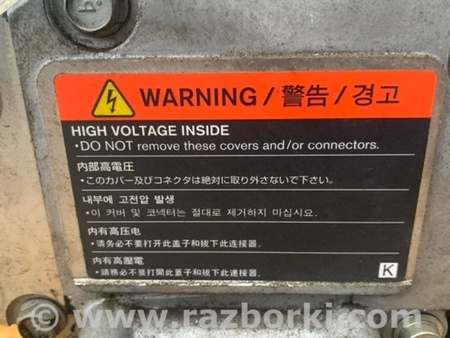 WARNING / 警告 / 경고
HIGH VOLTAGE INSIDE
•DO NOT remove these covers and/or connectors.
内部高電圧
•このカバー及びコネクタは絶対に取り外さないで下さい。
내부에 고전압 발생
•이 커버 및 코넥터는 절대로 제거하지 마십시요.
内有高压电
•请务必不要打开此盖子和拔下此连接器.
内有高壓電
•請務必不要打開此蓋子和拔下此連接器.
K
© www.razborki.com